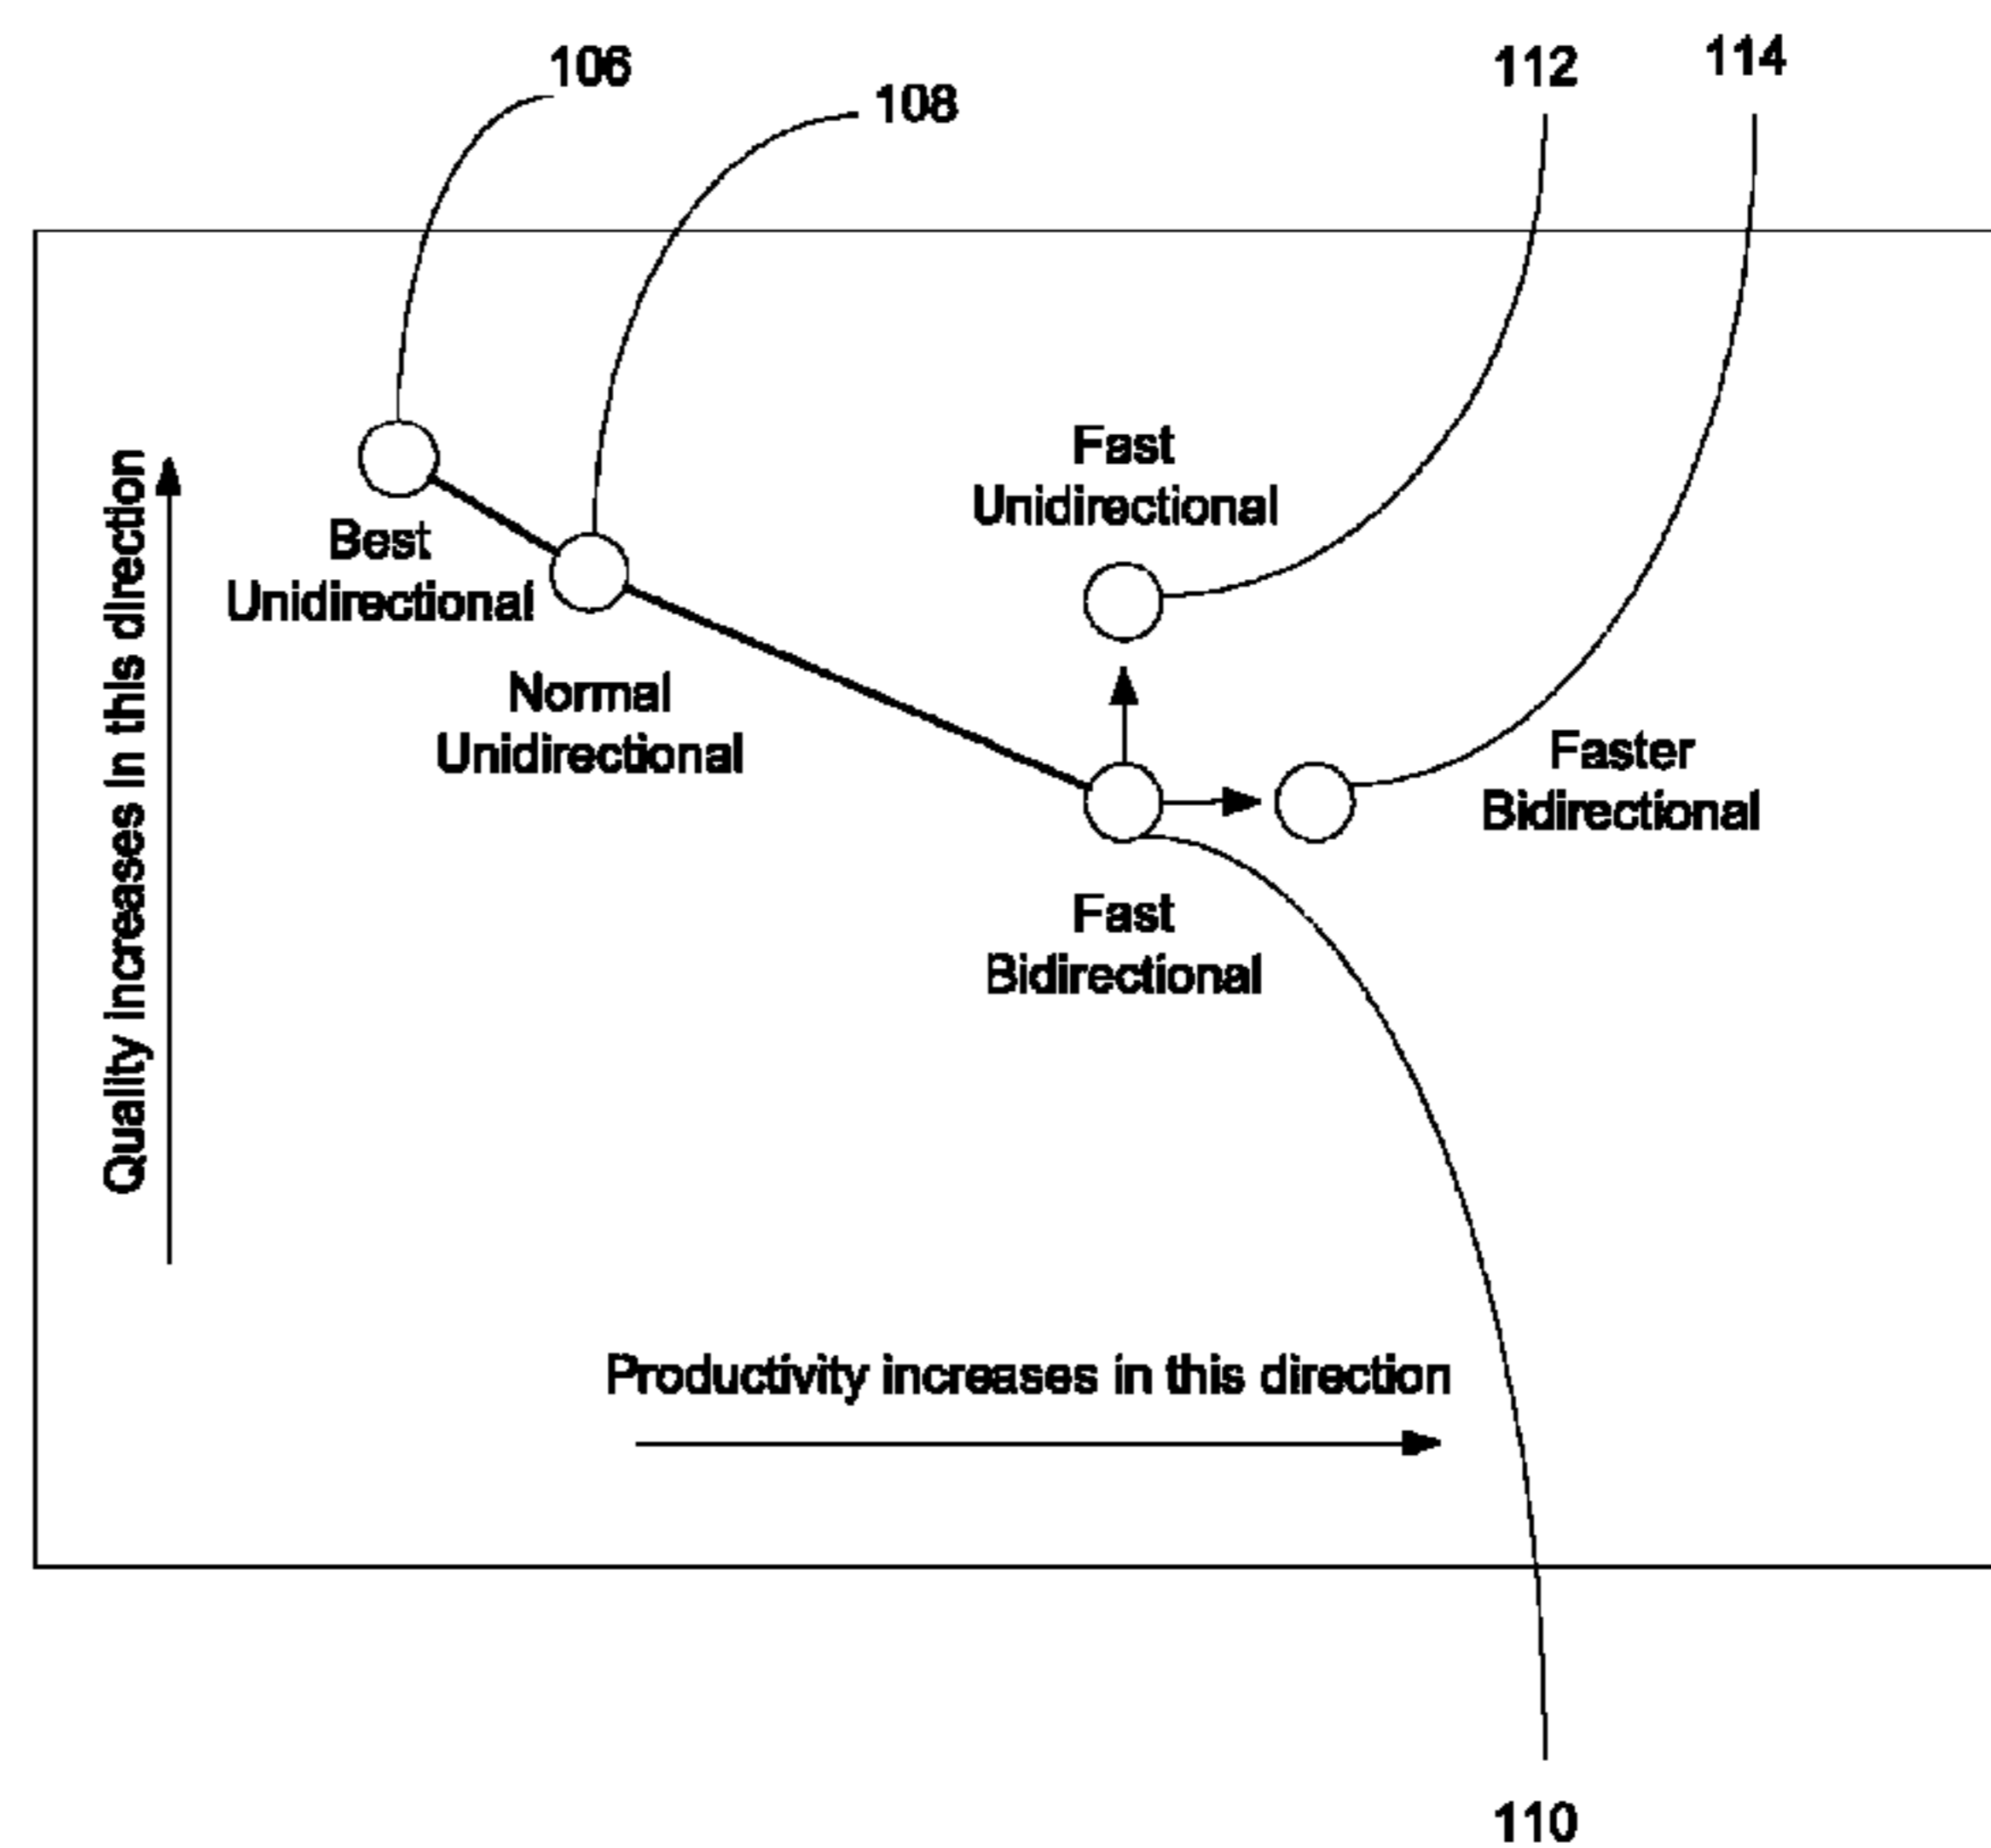 106
108
112
114
Fast
Unidirectional
Best
Unidirectional
Normal
Unidirectional
Faster
Bidirectional
Fast
Bidirectional
Quality increases in this direction
Productivity increases in this direction
110